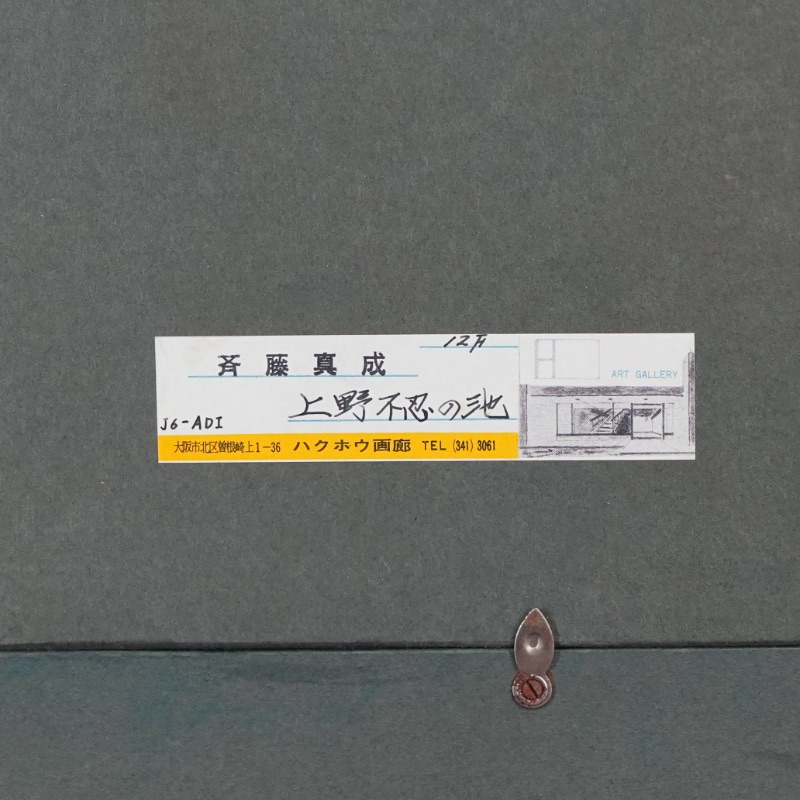 12号
斉藤真成
上野不忍の池
J6-ADI
大阪市北区曽根崎上1-36 ハクホウ画廊 TEL (341) 3061
ART GALLERY